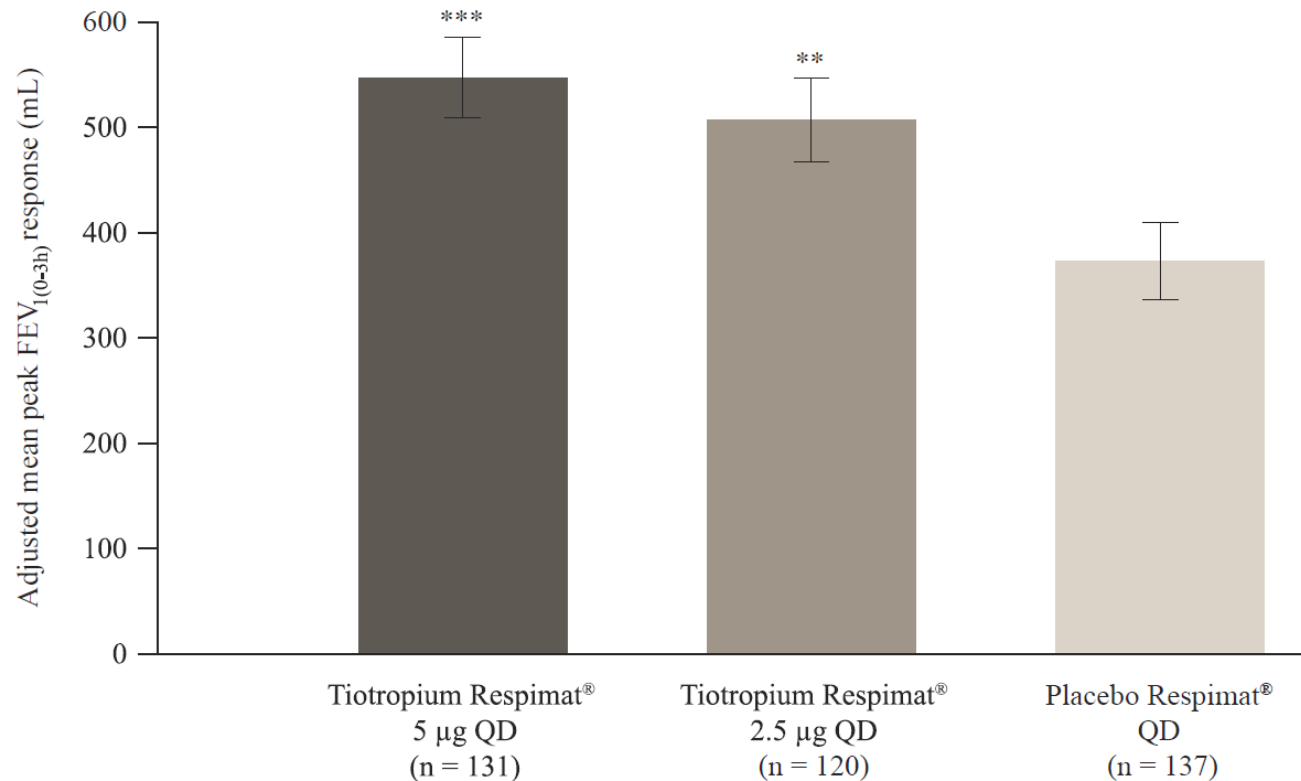 Adjusted mean peak FEV1(0-3h) response (mL)
600
500
400
300
200
100
0
***
**
Tiotropium Respimat®
5 µg QD
(n = 131)
Tiotropium Respimat®
2.5 µg QD
(n = 120)
Placebo Respimat®
QD
(n = 137)